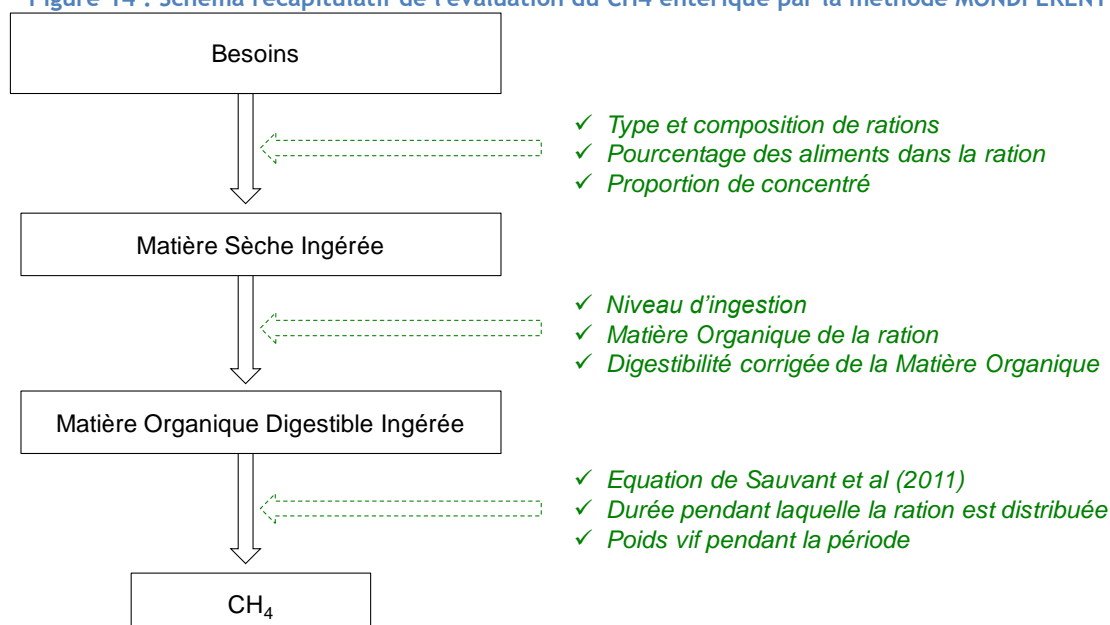 Figure 14 : Schéma récapitulatif de l'évaluation du CH4 entérique par la méthode MONDFERENT
Besoins
✓ Type et composition de rations
✓ Pourcentage des aliments dans la ration
✓ Proportion de concentré
Matière Sèche Ingérée
✓ Niveau d'ingestion
✓ Matière Organique de la ration
✓ Digestibilité corrigée de la Matière Organique
Matière Organique Digestible Ingérée
✓ Equation de Sauvant et al (2011)
✓ Durée pendant laquelle la ration est distribuée
✓ Poids vif pendant la période
CH₄